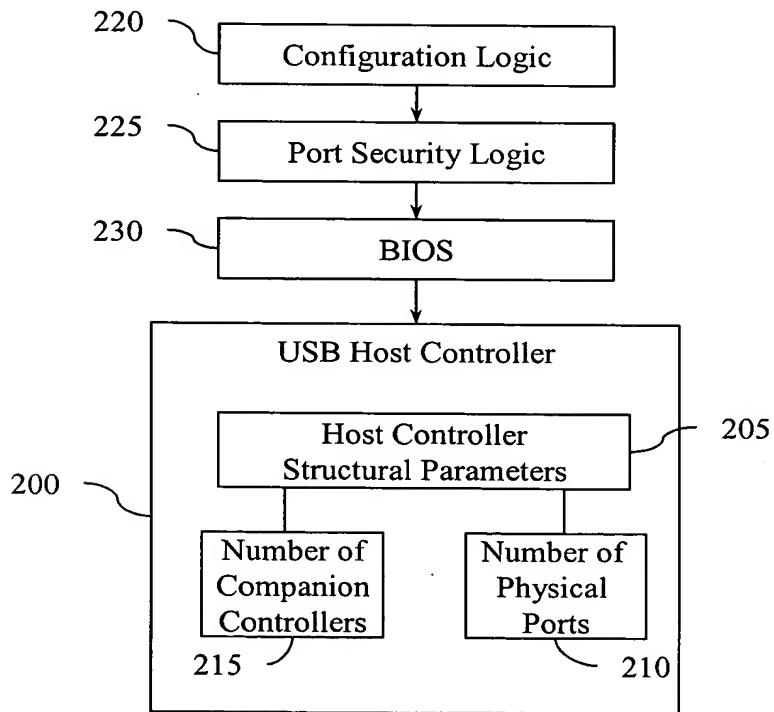 220
Configuration Logic
225
Port Security Logic
230
BIOS
USB Host Controller
Host Controller
Structural Parameters
205
200
Number of
Companion
Controllers
Number of
Physical
Ports
215
210